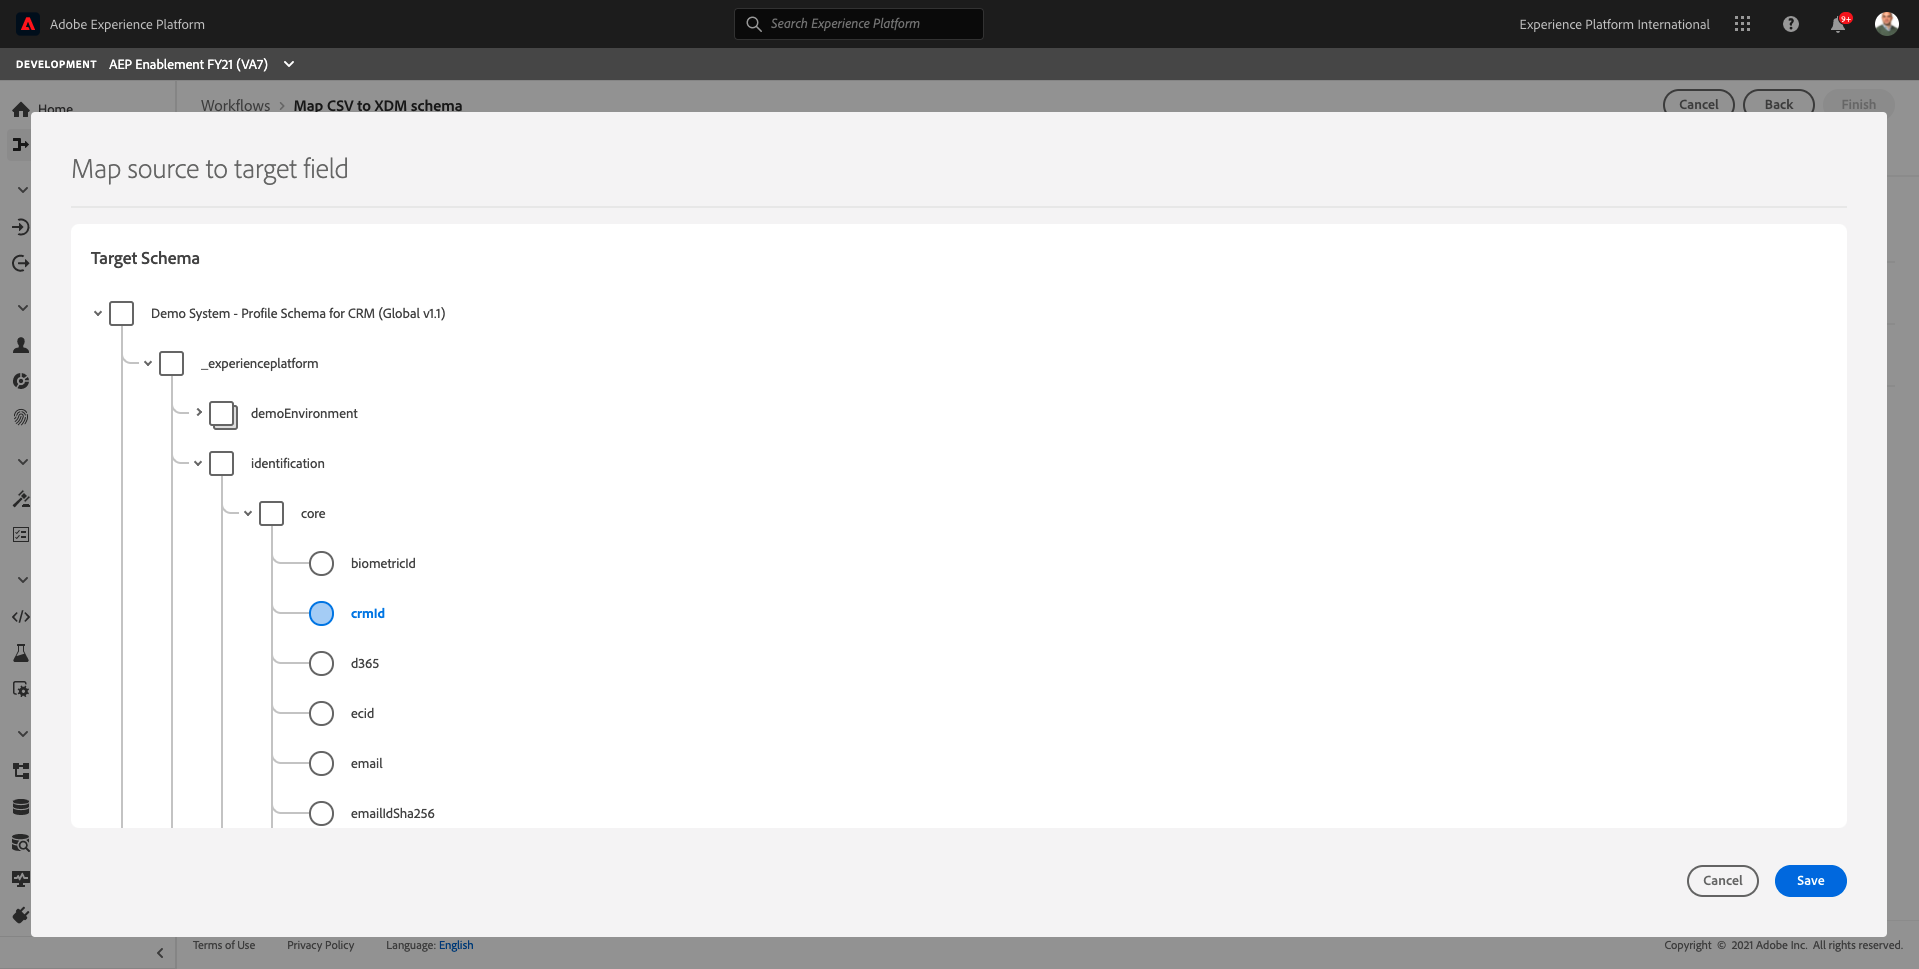 Adobe Experience Platform
Search Experience Platform
Experience Platform International
9+
DEVELOPMENT AEP Enablement FY21 (VA7)
Home
Workflows > Map CSV to XDM schema
Cancel
Back
Finish
Map source to target field
Target Schema
Demo System - Profile Schema for CRM (Global v1.1)
_experienceplatform
demoEnvironment
identification
core
biometricId
crmId
d365
ecid
email
emailIdSha256
Cancel
Save
Terms of Use
Privacy Policy
Language: English
Copyright © 2021 Adobe Inc. All rights reserved.